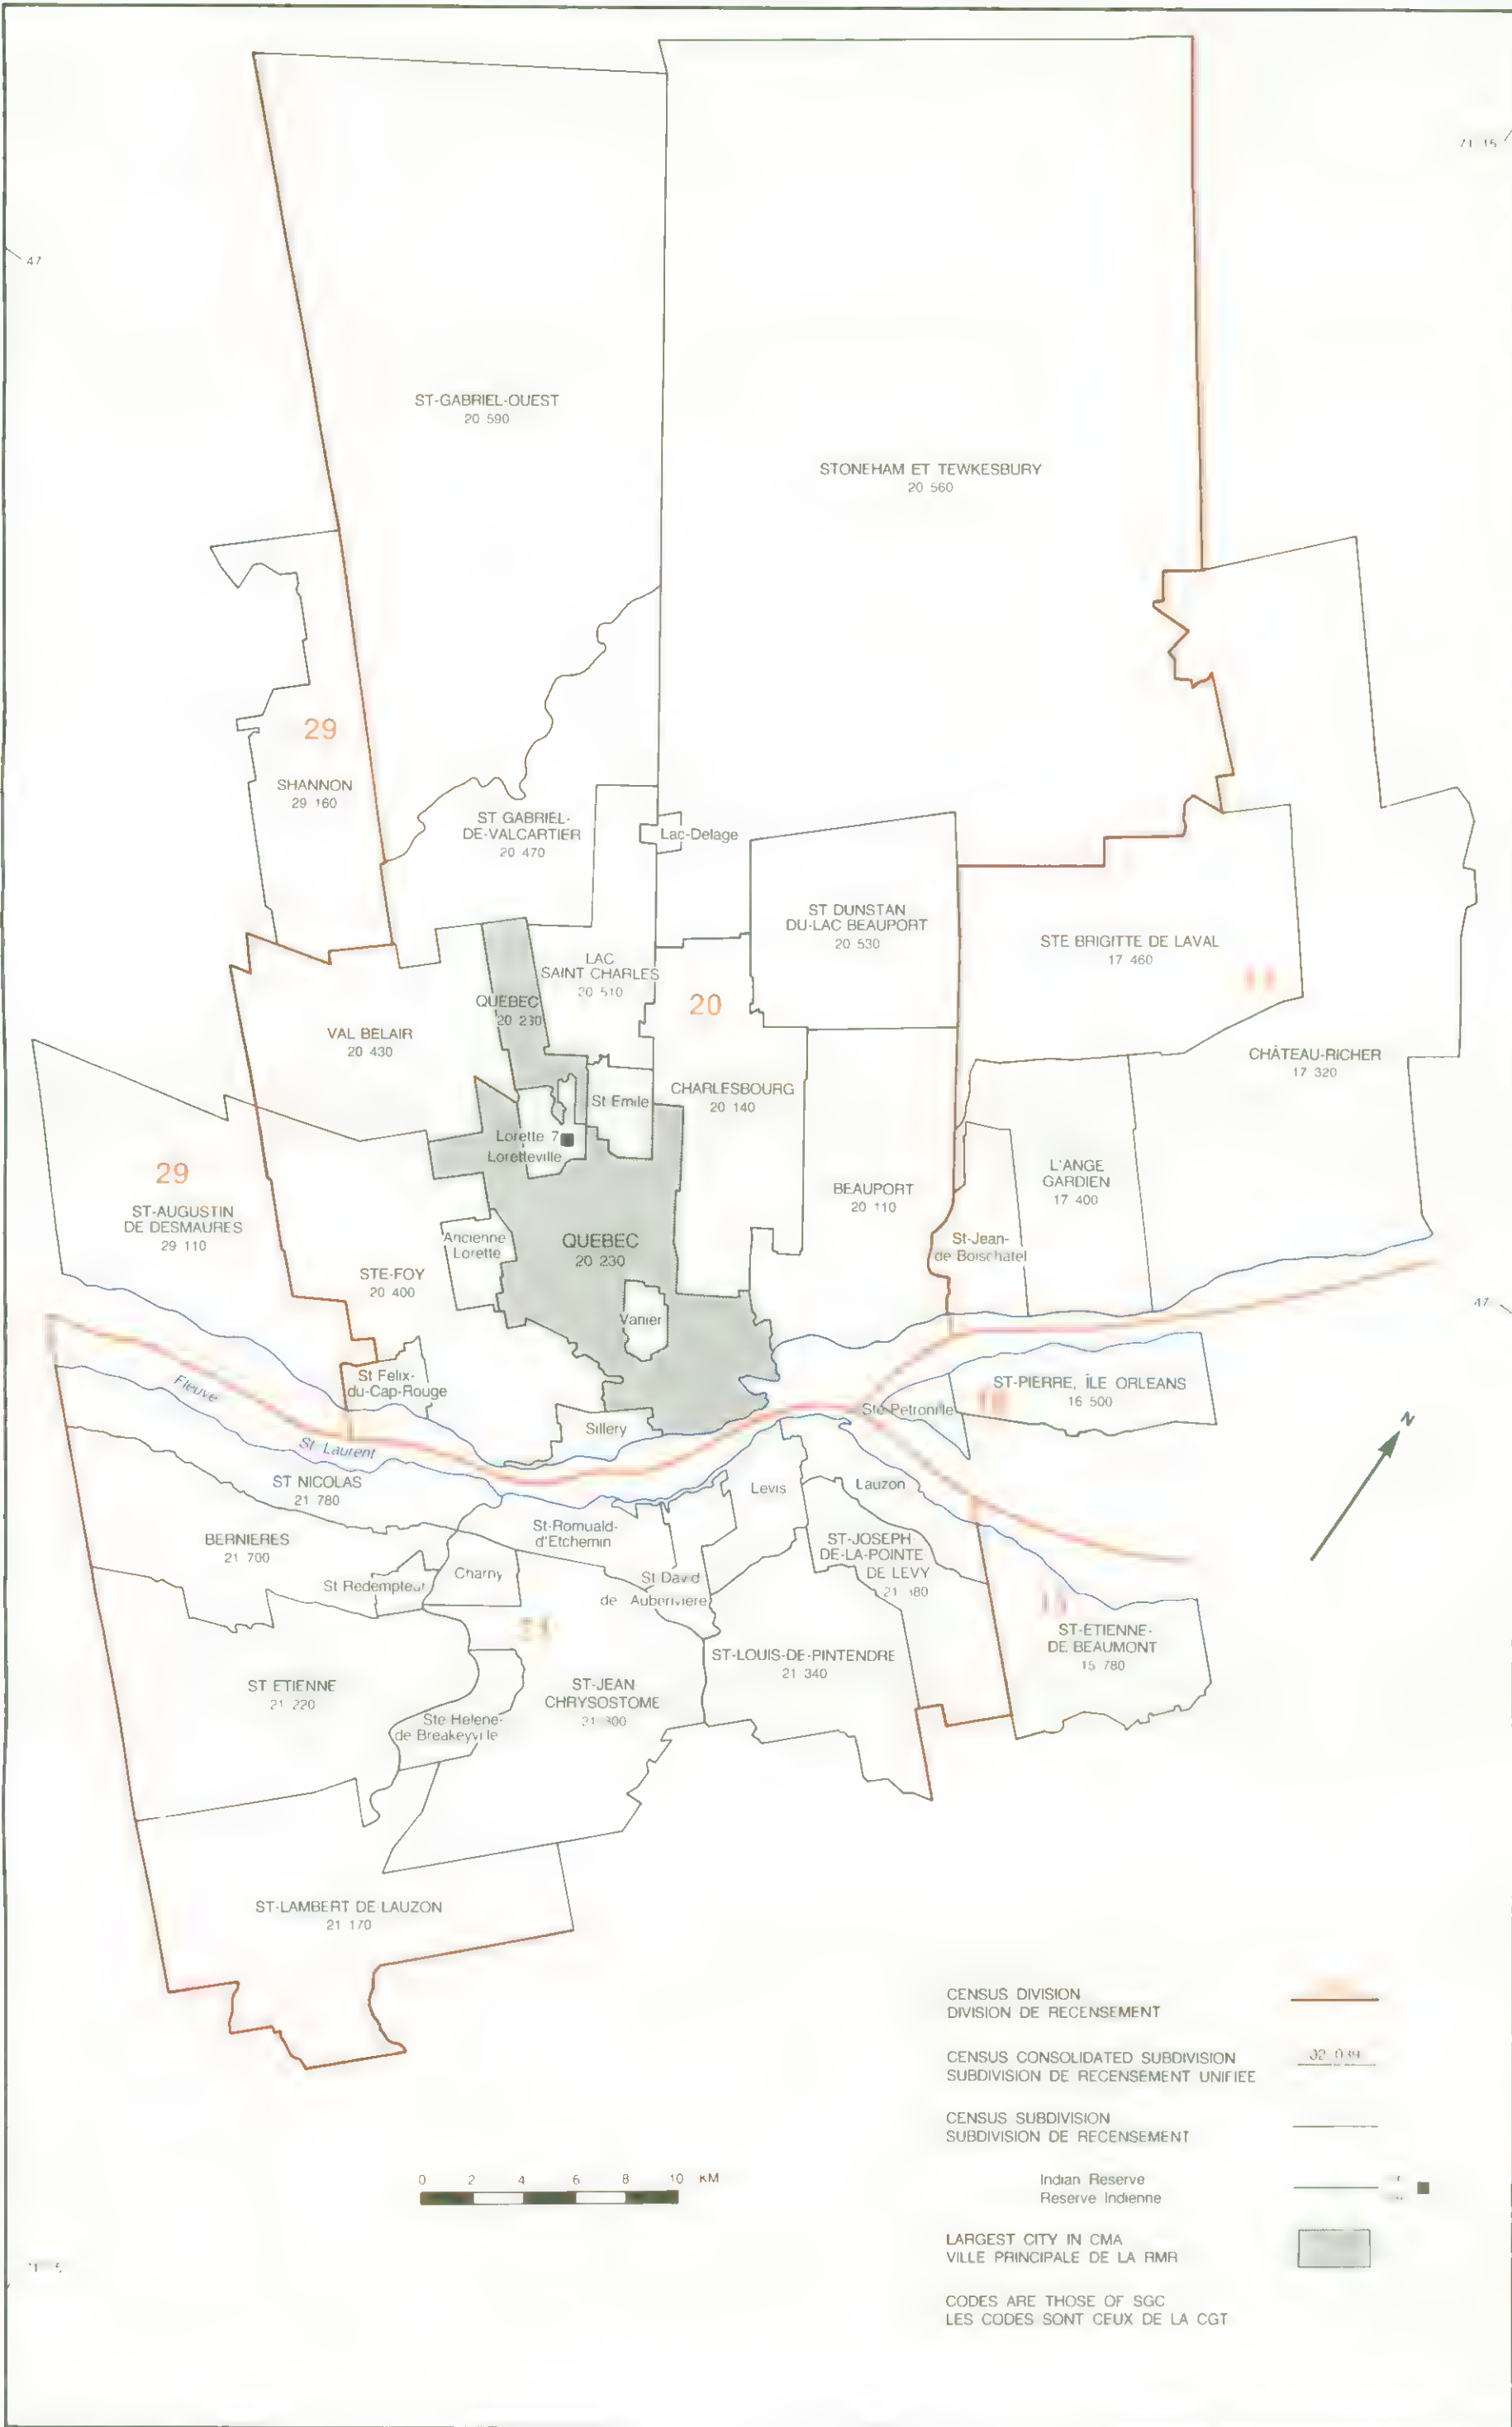 47
ST-GABRIEL-OUEST
20 590
STONEHAM ET TEWKESBURY
20 560
29
SHANNON
29 160
ST GABRIEL-
DE-VALCARTIER
20 470
Lac-Delage
ST DUNSTAN
DU-LAC BEAUPORT
20 530
STE BRIGITTE DE LAVAL
17 460
LAC
SAINT CHARLES
20 510
QUEBEC
20 230
20
VAL BELAIR
20 430
CHÂTEAU-RICHER
17 320
CHARLESBOURG
20 140
St Emile
Lorette 7
Loretteville
29
ST-AUGUSTIN
DE DESMAURES
29 110
L'ANGE
GARDIEN
17 400
BEAUPORT
20 110
Ancienne
Lorette
QUEBEC
20 230
St-Jean-
de Boischatel
STE-FOY
20 400
Vanier
47
St Felix-
du-Cap-Rouge
Fleuve
St Laurent
ST-PIERRE, ÎLE ORLEANS
16 500
Ste-Petronille
Sillery
ST NICOLAS
21 780
Levis
Lauzon
BERNIERES
21 700
St-Romuald-
d'Etchemin
ST-JOSEPH
DE-LA-POINTE
DE LEVY
St Redempteur
Charny
St David
de Auberiviere
ST-ETIENNE-
DE BEAUMONT
15 780
ST-LOUIS-DE-PINTENDRE
21 340
ST ETIENNE
21 220
ST-JEAN
CHRYSOSTOME
21 300
Ste Helene-
de Breakeyville
ST-LAMBERT DE LAUZON
21 170
N
CENSUS DIVISION
DIVISION DE RECENSEMENT
CENSUS CONSOLIDATED SUBDIVISION
SUBDIVISION DE RECENSEMENT UNIFIEE
CENSUS SUBDIVISION
SUBDIVISION DE RECENSEMENT
0 2 4 6 8 10 KM
Indian Reserve
Reserve Indienne
LARGEST CITY IN CMA
VILLE PRINCIPALE DE LA RMR
CODES ARE THOSE OF SGC
LES CODES SONT CEUX DE LA CGT